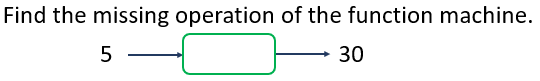 Find the missing operation of the function machine.
5 30